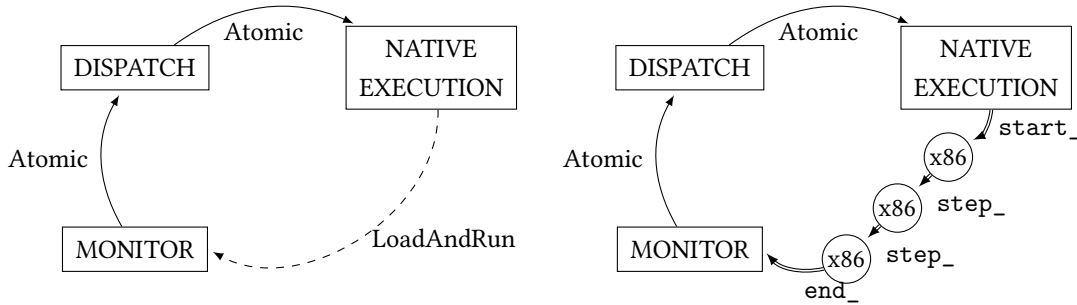 Atomic
NATIVE
EXECUTION
DISPATCH
Atomic
MONITOR
LoadAndRun
Atomic
NATIVE
EXECUTION
DISPATCH
start_
x86
Atomic
x86
step_
MONITOR
x86
step_
end_